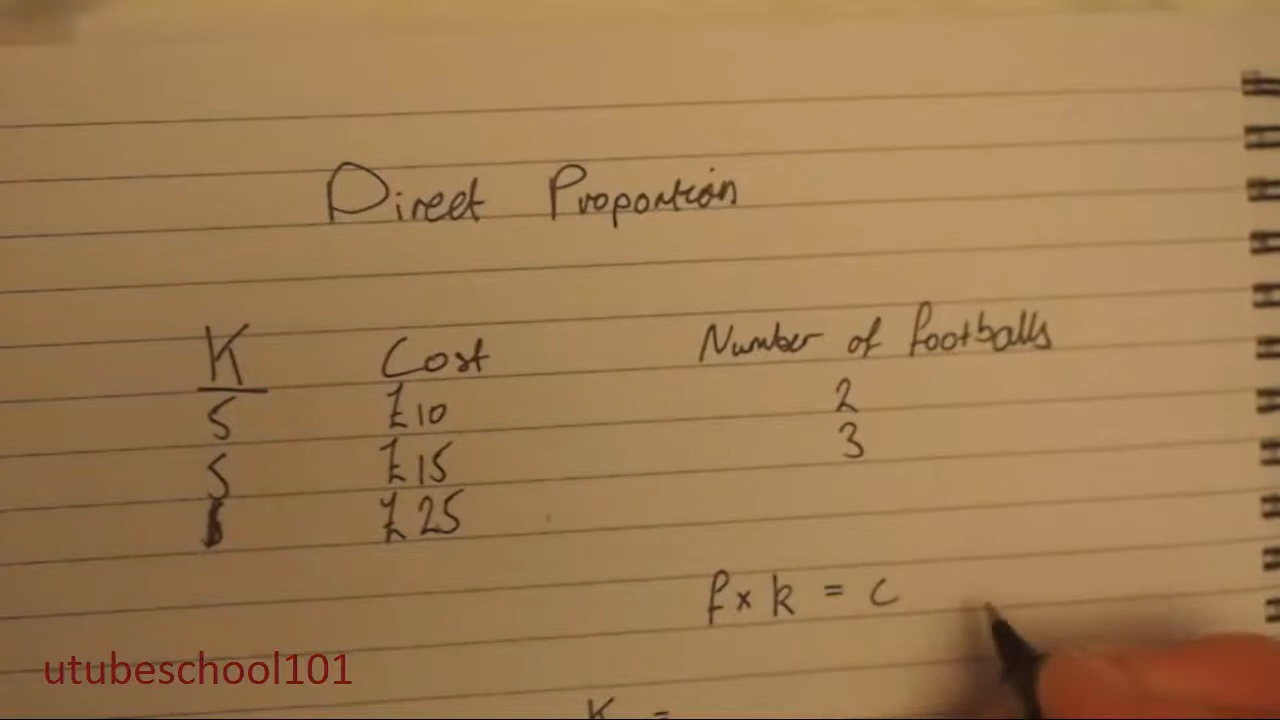 Direct Proportion
K Cost Number of footballs
5 £10 2
5 £15 3
£25
f × k = c
K =
utubeschool101